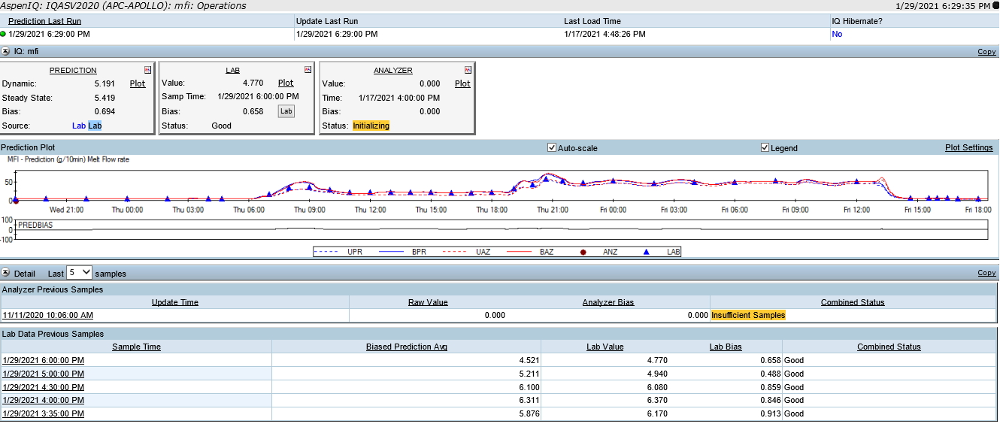 AspenIQ: IQASV2020 (APC-APOLLO): mfi: Operations 1/29/2021 6:29:35 PM
Prediction Last Run Update Last Run Last Load Time IQ Hibernate?
1/29/2021 6:29:00 PM 1/29/2021 6:29:00 PM 1/17/2021 4:48:26 PM No
IQ: mfi Copy
PREDICTION LAB ANALYZER
Dynamic: 5.191 Plot Value: 4.770 Plot Value: 0.000 Plot
Steady State: 5.419 Samp Time: 1/29/2021 6:00:00 PM Time: 1/17/2021 4:00:00 PM
Bias: 0.694 Bias: 0.658 Lab Bias: 0.000
Source: Lab Lab Status: Good Status: Initializing
Prediction Plot Auto-scale Legend Plot Settings
MFI - Prediction (g/10min) Melt Flow rate
50
0
Wed 21:00 Thu 00:00 Thu 03:00 Thu 06:00 Thu 09:00 Thu 12:00 Thu 15:00 Thu 18:00 Thu 21:00 Fri 00:00 Fri 03:00 Fri 06:00 Fri 09:00 Fri 12:00 Fri 15:00 Fri 18:00
100 PREDBIAS
0
-100
UPR BPR UAZ BAZ ANZ LAB
Detail Last 5 samples Copy
Analyzer Previous Samples
Update Time Raw Value Analyzer Bias Combined Status
11/11/2020 10:06:00 AM 0.000 0.000 Insufficient Samples
Lab Data Previous Samples
Sample Time Biased Prediction Avg Lab Value Lab Bias Combined Status
1/29/2021 6:00:00 PM 4.521 4.770 0.658 Good
1/29/2021 5:00:00 PM 5.211 4.940 0.488 Good
1/29/2021 4:30:00 PM 6.100 6.080 0.859 Good
1/29/2021 4:00:00 PM 6.311 6.370 0.846 Good
1/29/2021 3:35:00 PM 5.876 6.170 0.913 Good